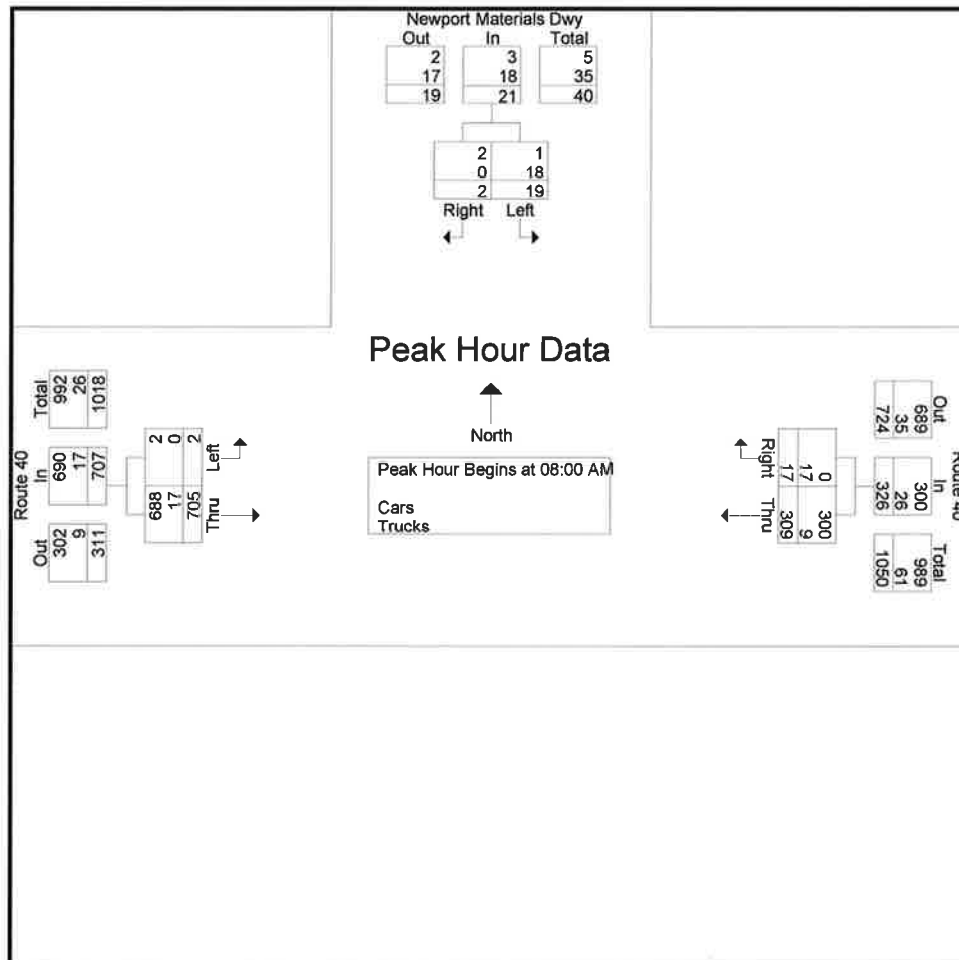 Newport Materials Dwy
Out In Total
2 3 5
17 18 35
19 21 40
2 1
0 18
2 19
Right Left
Peak Hour Data
North
Peak Hour Begins at 08:00 AM
Cars
Trucks
Route 40
Total In Out
992 690 302
26 17 9
1018 707 311
2 688
0 17
2 705
Left Thru
Route 40
Out In Total
689 300 989
35 26 61
724 326 1050
0 300
17 9
17 309
Right Thru